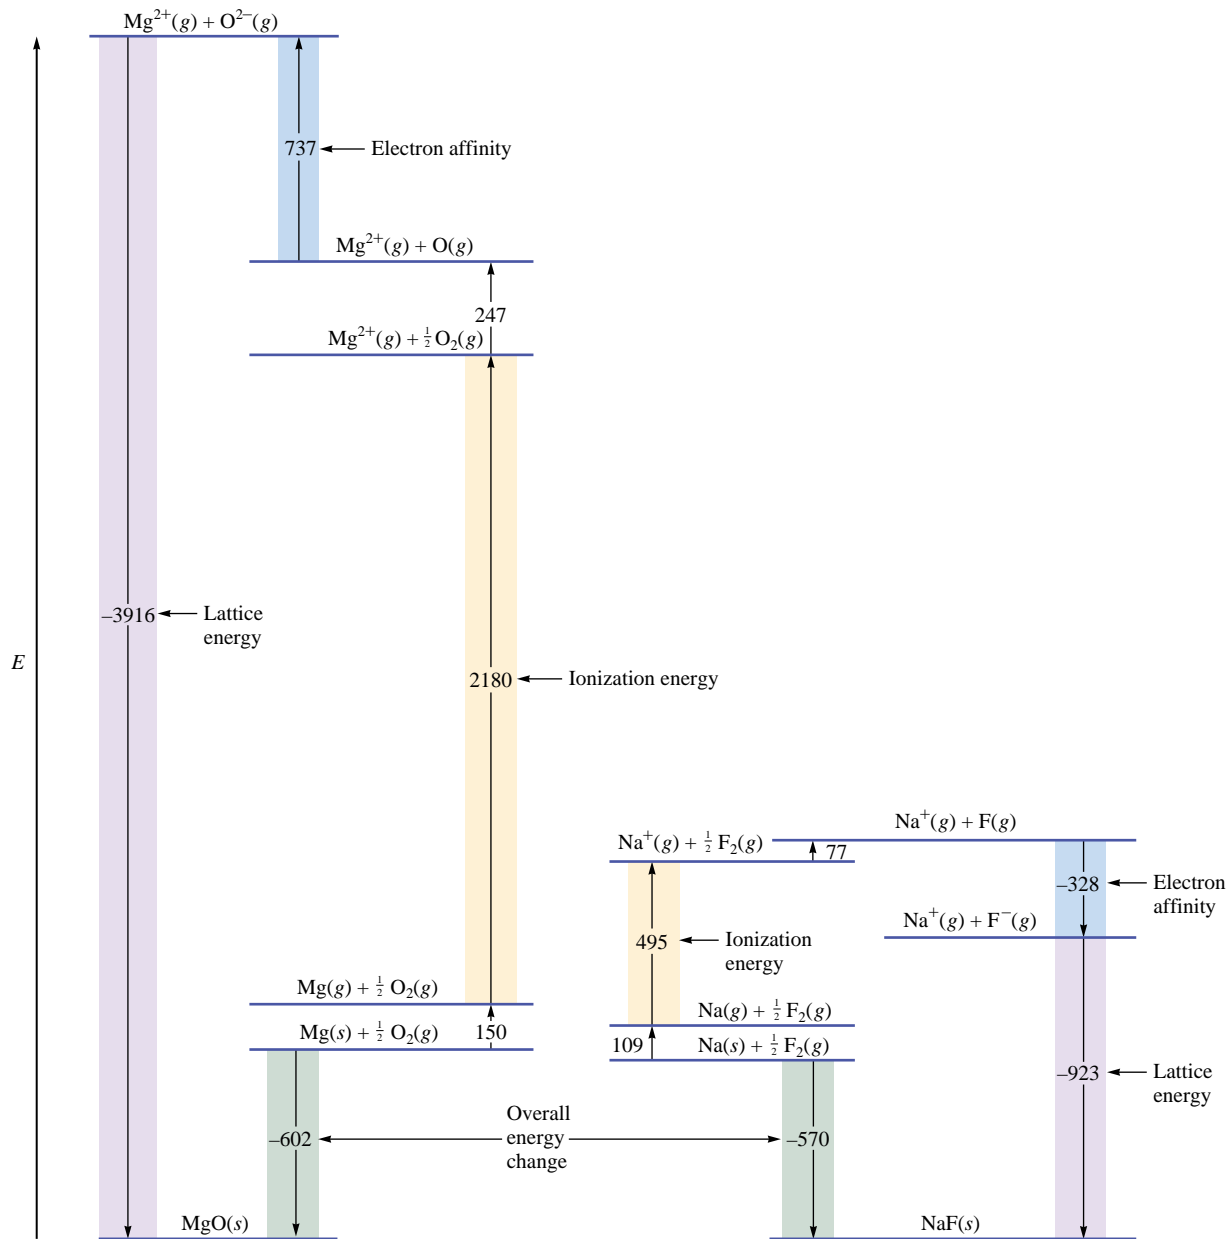 Mg²⁺(g) + O²⁻(g)
737
Electron affinity
Mg²⁺(g) + O(g)
247
Mg²⁺(g) + ½ O₂(g)
–3916
Lattice
energy
E
2180
Ionization energy
Na⁺(g) + F(g)
Na⁺(g) + ½ F₂(g)
77
–328
Electron
affinity
Na⁺(g) + F⁻(g)
495
Ionization
energy
Mg(g) + ½ O₂(g)
Na(g) + ½ F₂(g)
Mg(s) + ½ O₂(g)
150
109
Na(s) + ½ F₂(g)
–923
Lattice
energy
Overall
energy
change
–602
–570
MgO(s)
NaF(s)